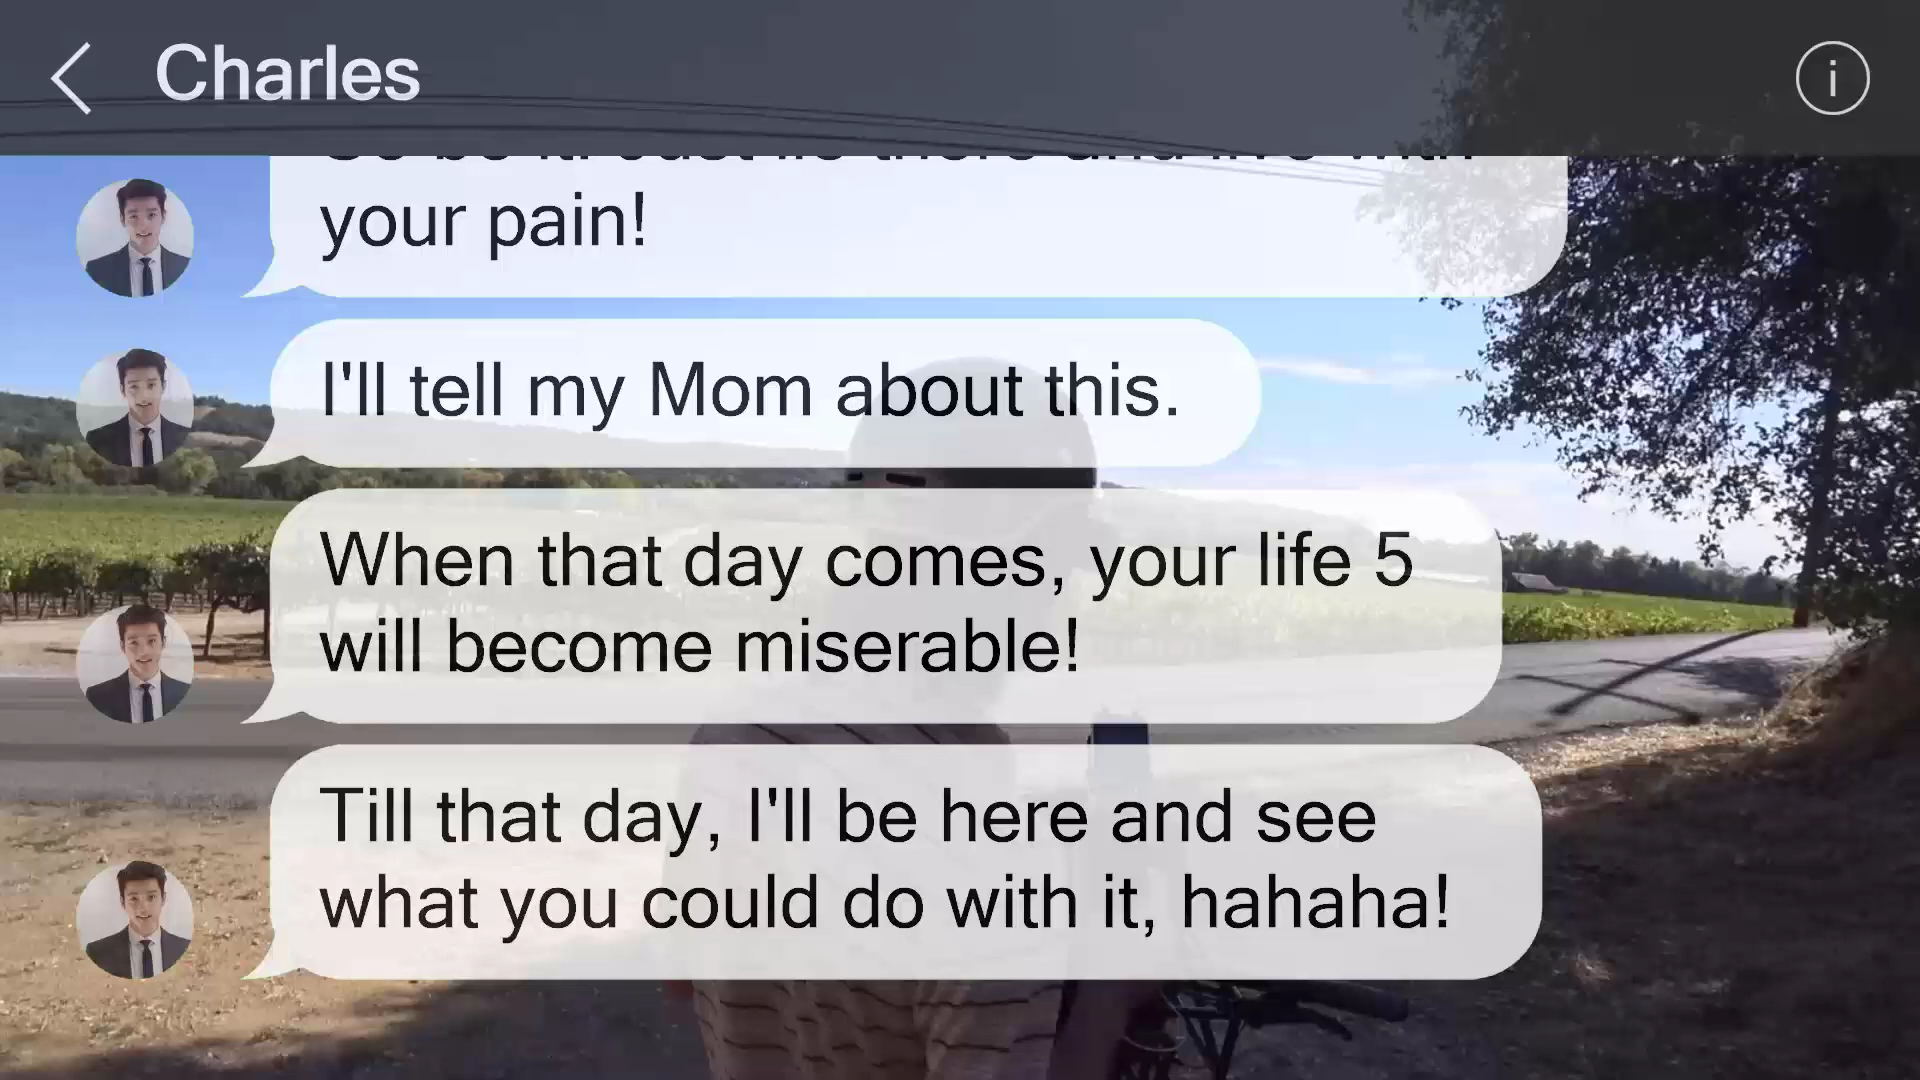 Charles
your pain!
I'll tell my Mom about this.
When that day comes, your life 5
will become miserable!
Till that day, I'll be here and see
what you could do with it, hahaha!